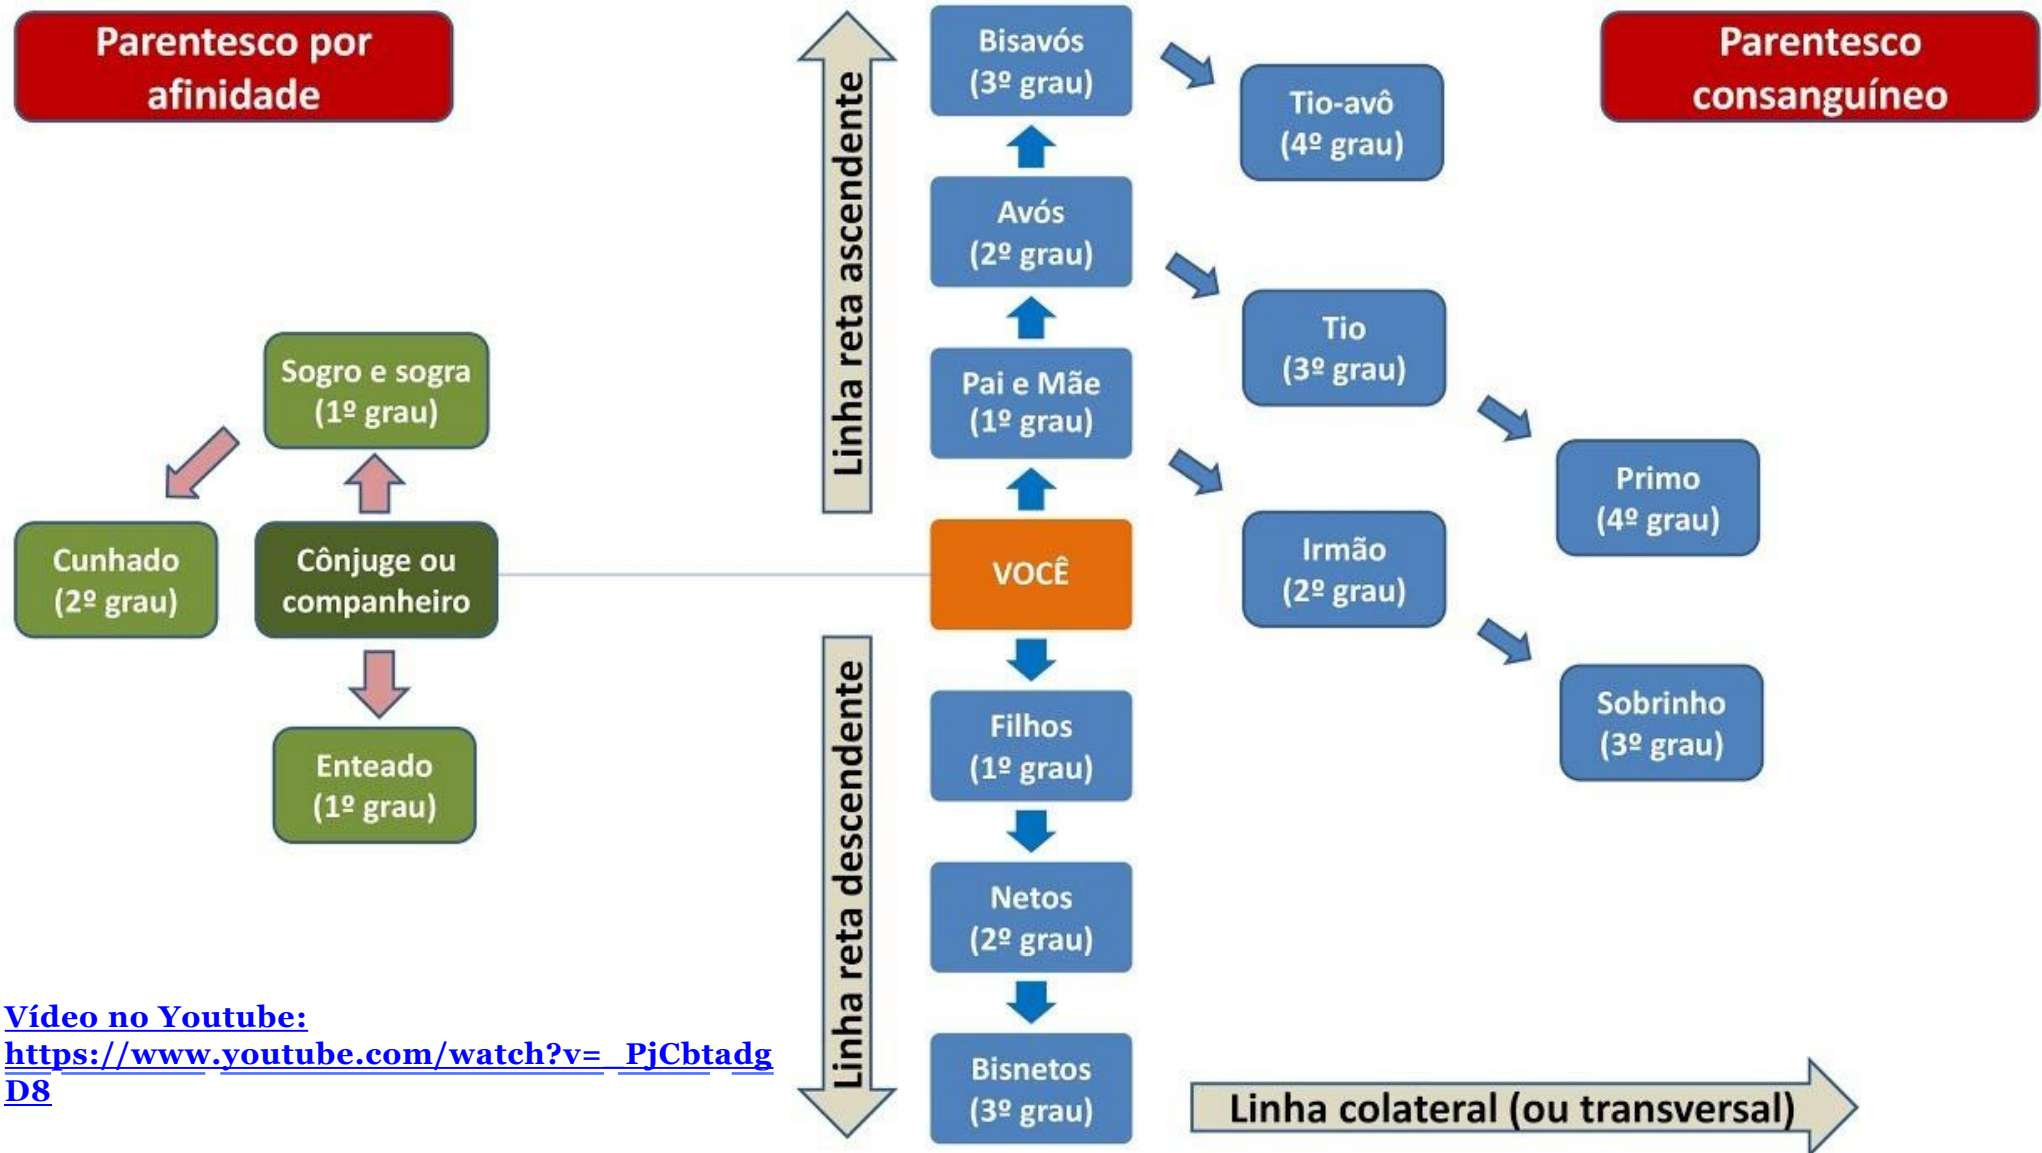 Parentesco por
afinidade
Parentesco
consanguíneo
Linha reta ascendente
Bisavós
(3º grau)
Tio-avô
(4º grau)
Avós
(2º grau)
Tio
(3º grau)
Pai e Mãe
(1º grau)
Primo
(4º grau)
Irmão
(2º grau)
Sobrinho
(3º grau)
Sogro e sogra
(1º grau)
Cunhado
(2º grau)
Cônjuge ou
companheiro
VOCÊ
Enteado
(1º grau)
Linha reta descendente
Filhos
(1º grau)
Netos
(2º grau)
Bisnetos
(3º grau)
Linha colateral (ou transversal)
Vídeo no Youtube:
https://www.youtube.com/watch?v=_PjCbtadg
D8